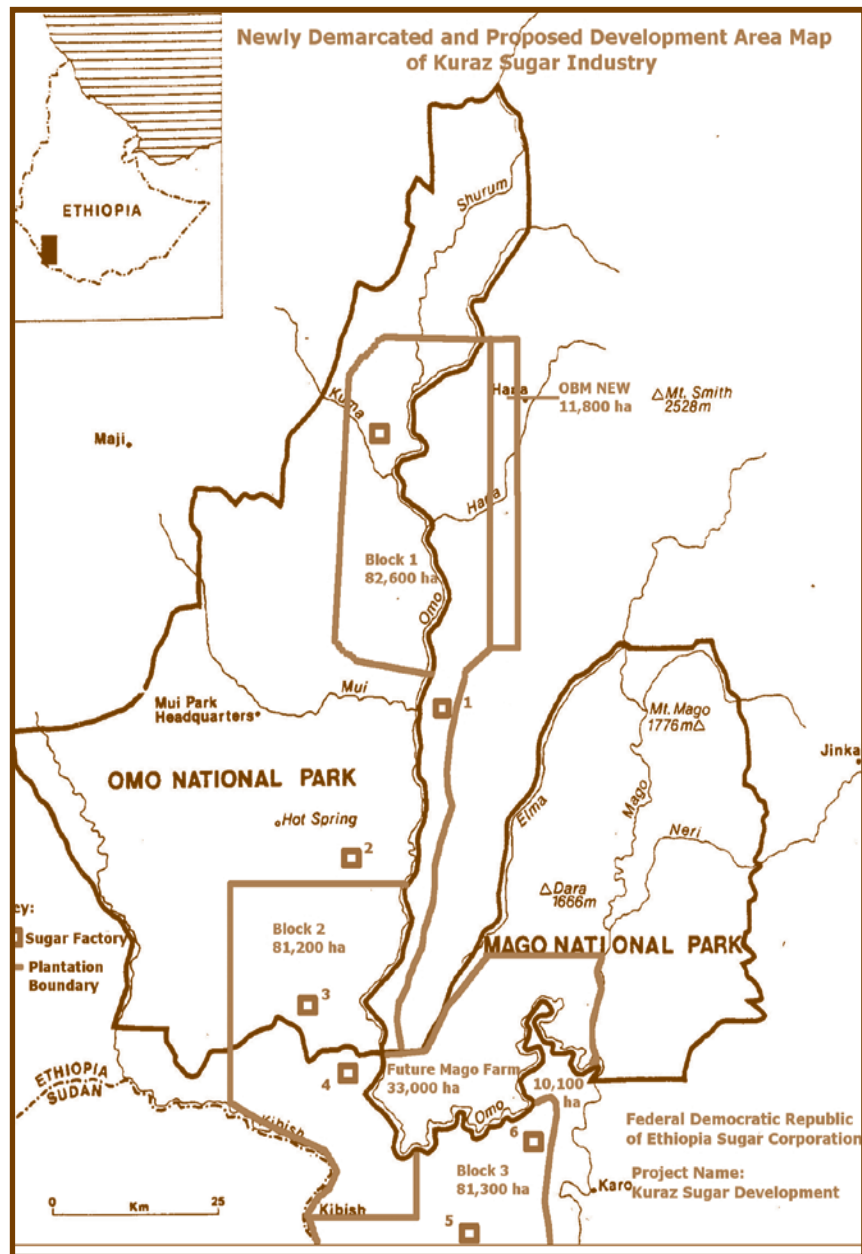 Newly Demarcated and Proposed Development Area Map
of Kuraz Sugar Industry
ETHIOPIA
Shurum
Kuma
Hana
OBM NEW
11,800 ha
Mt. Smith
2528m
Maji
Hana
Block 1
82,600 ha
Omo
Mui
Mui Park
Headquarters
1
Mt. Mago
1776m
Jinka
OMO NATIONAL PARK
Elma
Mago
Neri
Hot Spring
2
Dara
1666m
ey:
Sugar Factory
Plantation
Boundary
Block 2
81,200 ha
MAGO NATIONAL PARK
3
ETHIOPIA
SUDAN
4
Future Mago Farm
33,000 ha
10,100
ha
Omo
Kibish
6
Federal Democratic Republic
of Ethiopia Sugar Corporation
Block 3
81,300 ha
Project Name:
Kuraz Sugar Development
Karo
0 25
Km
Kibish
5